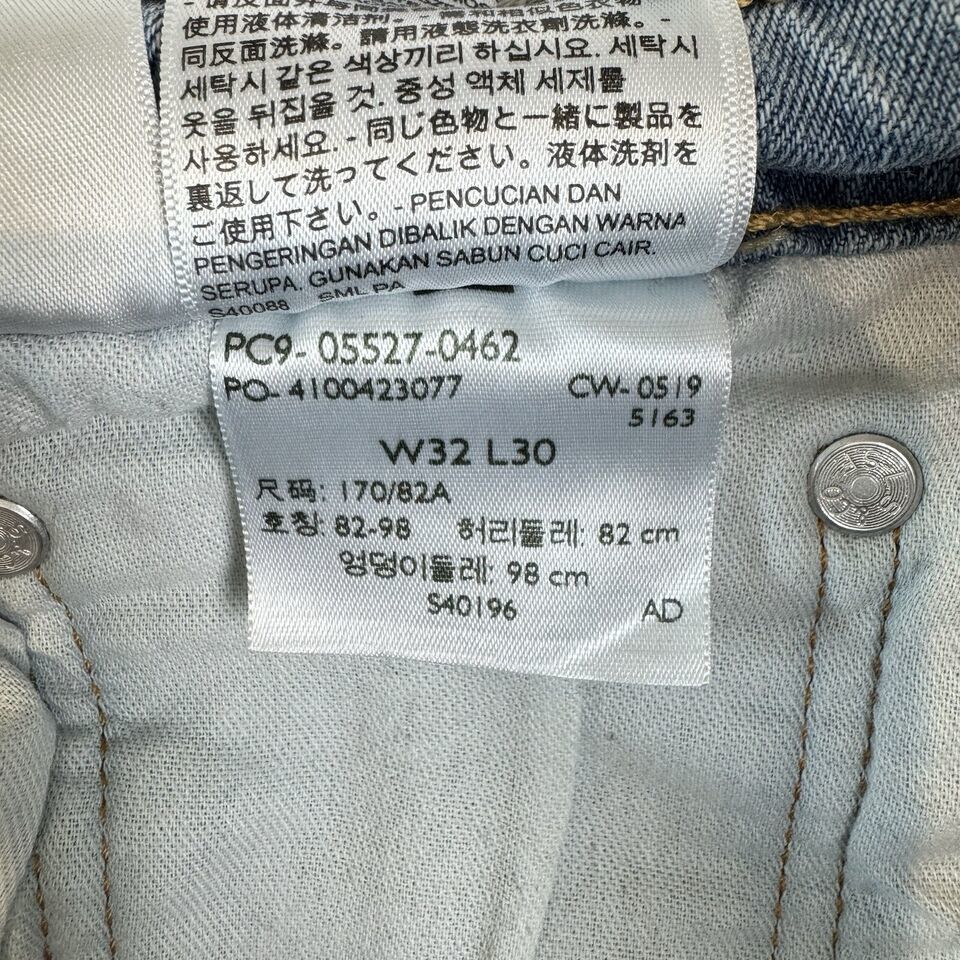 使用液体清洁剂。
同反面洗滌。請用液態洗衣劑洗滌。-
세탁시 같은 색상끼리 하십시요. 세탁시
옷을 뒤집을 것. 중성 액체 세제를
사용하세요. - 同じ色物と一緒に製品を
裏返して洗ってください。液体洗剤を
ご使用下さい。- PENCUCIAN DAN
PENGERINGAN DIBALIK DENGAN WARNA
SERUPA. GUNAKAN SABUN CUCI CAIR.
S40088 SML PA
PC9- 05527-0462
PO- 4100423077 CW- 0519
5163
W32 L30
尺码: 170/82A
호칭: 82-98 허리둘레: 82 cm
엉덩이둘레: 98 cm
S40196 AD